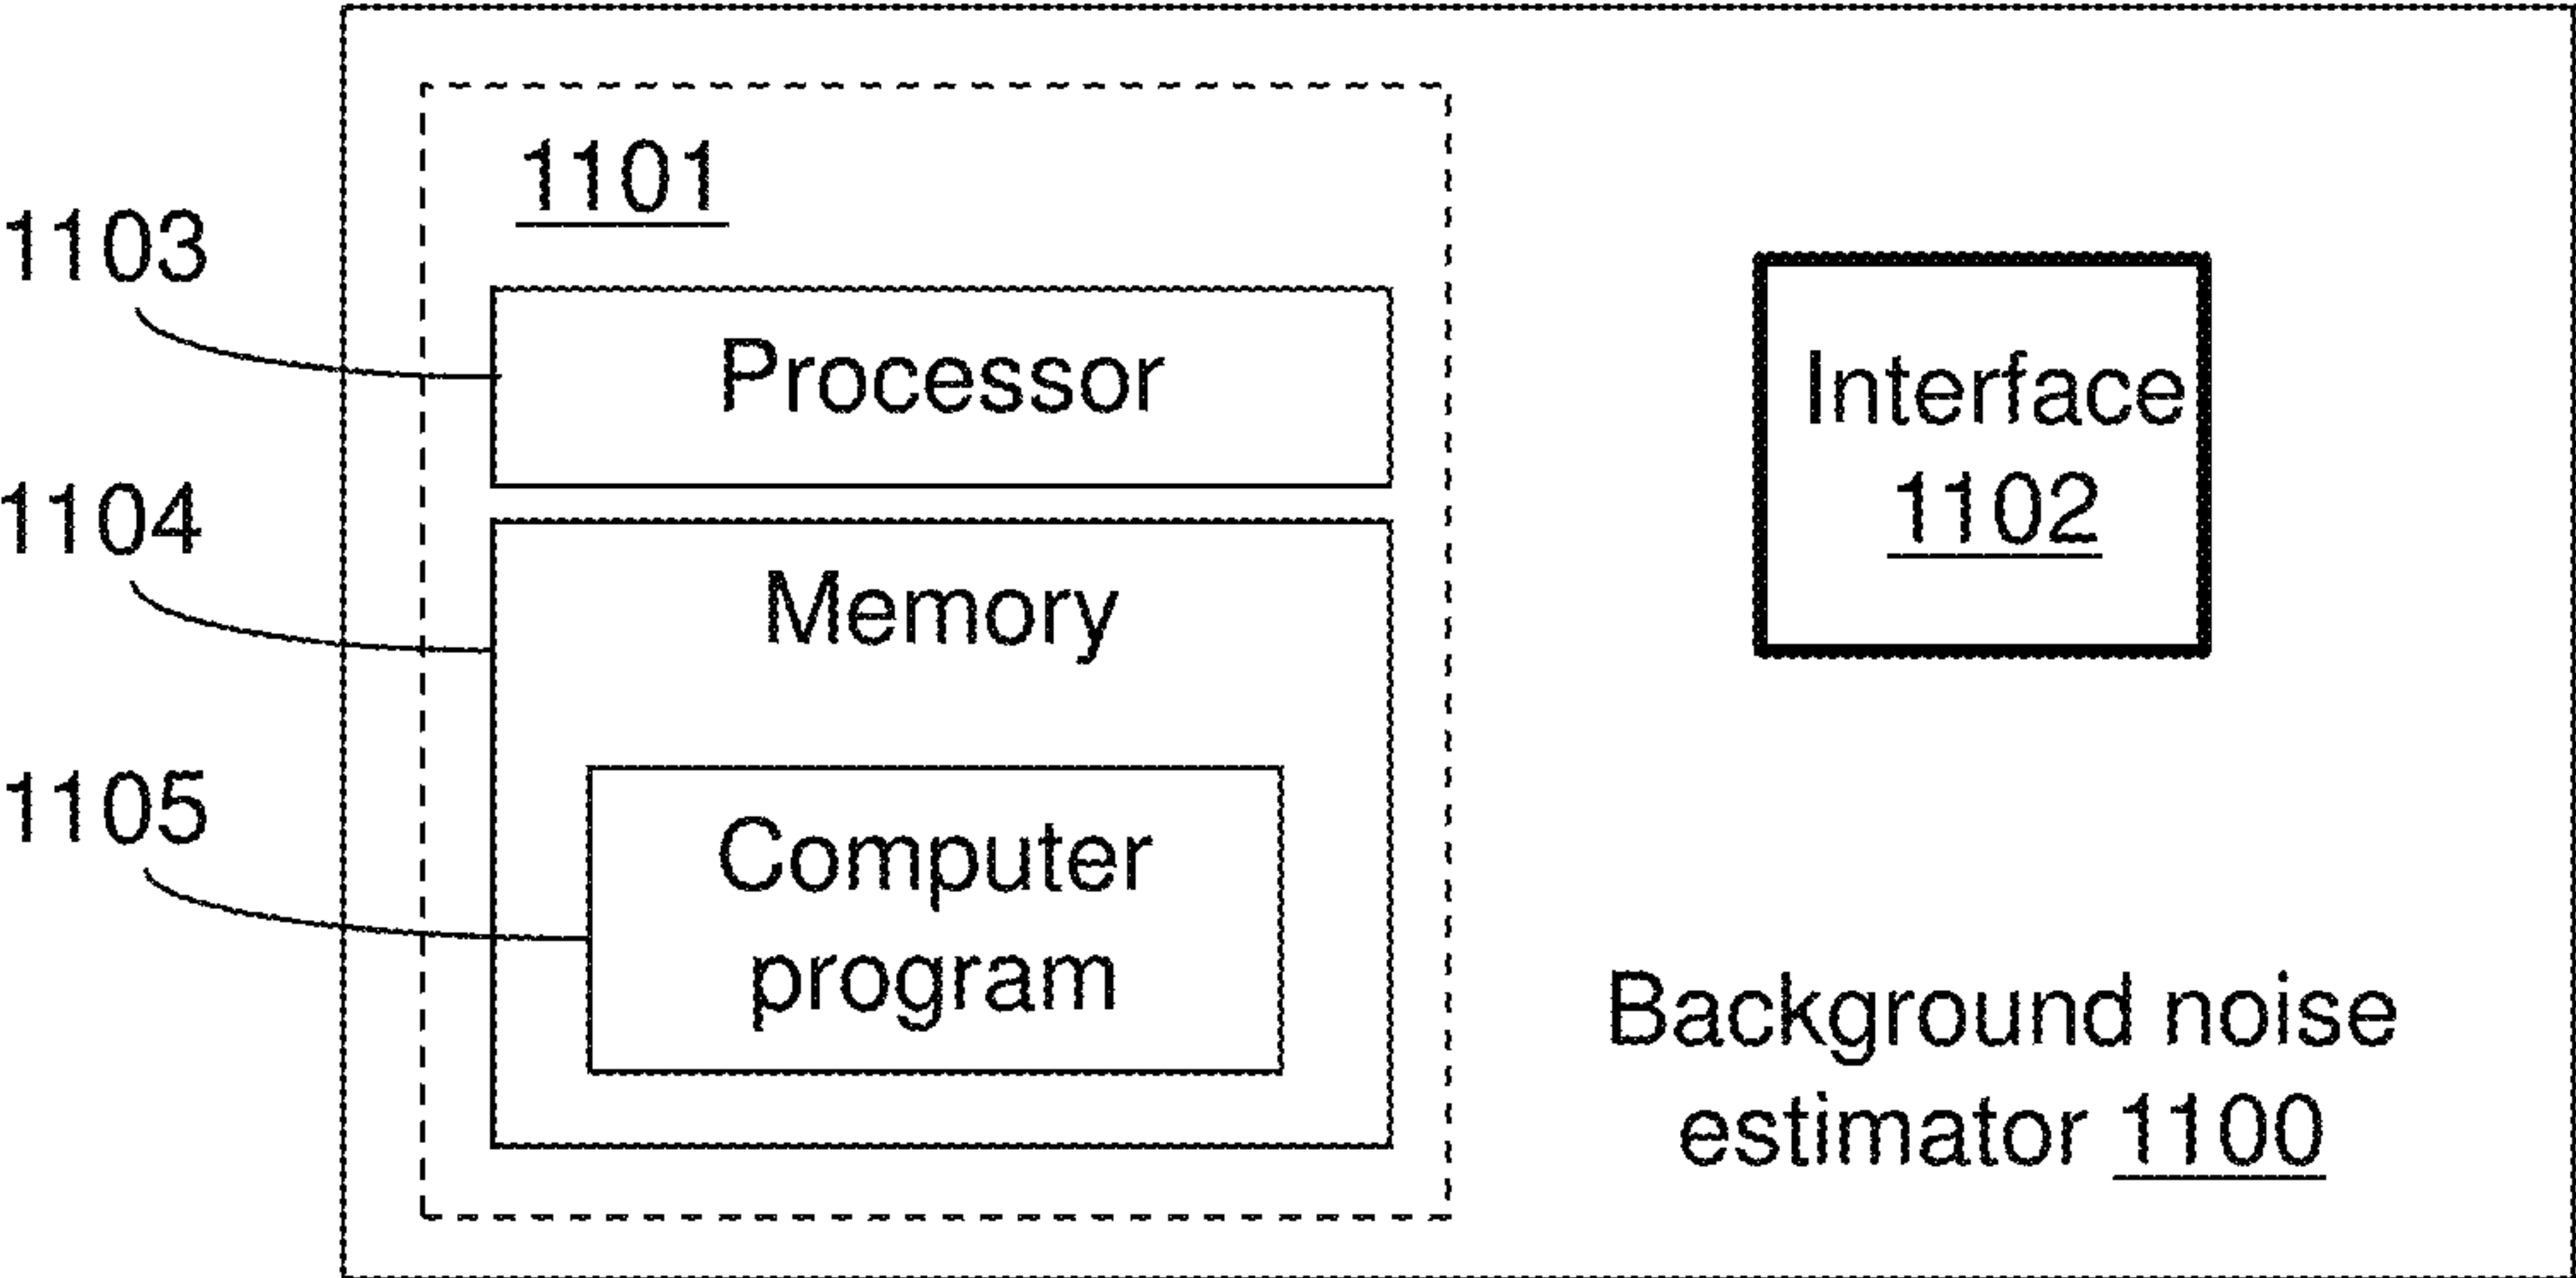 1101
1103
Processor
Interface
1102
1104
Memory
1105
Computer
program
Background noise
estimator 1100